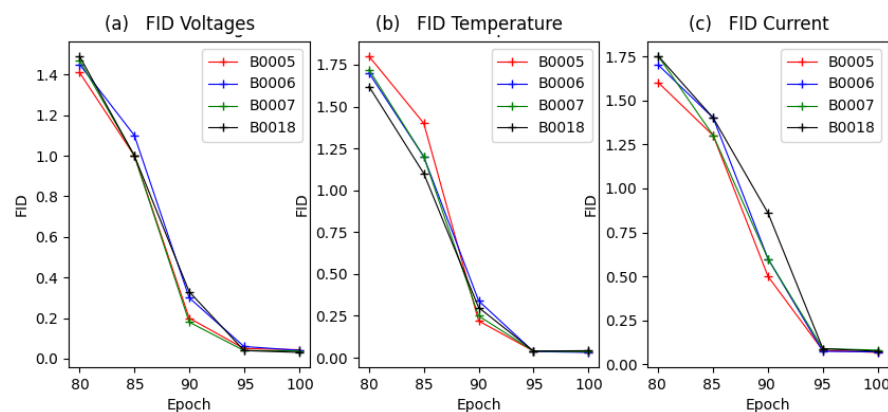 (a) FID Voltages
FID
1.4
1.2
1.0
0.8
0.6
0.4
0.2
0.0
80 85 90 95 100
Epoch
B0005
B0006
B0007
B0018
(b) FID Temperature
FID
1.75
1.50
1.25
1.00
0.75
0.50
0.25
0.00
80 85 90 95 100
Epoch
B0005
B0006
B0007
B0018
(c) FID Current
FID
1.75
1.50
1.25
1.00
0.75
0.50
0.25
0.00
80 85 90 95 100
Epoch
B0005
B0006
B0007
B0018